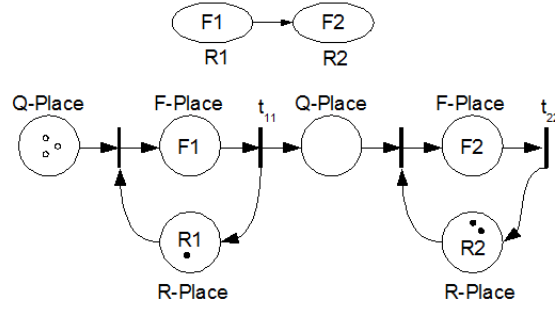 F1 F2
R1 R2
Q-Place F-Place t11 Q-Place F-Place t22
F1 F2
R1 R2
R-Place R-Place